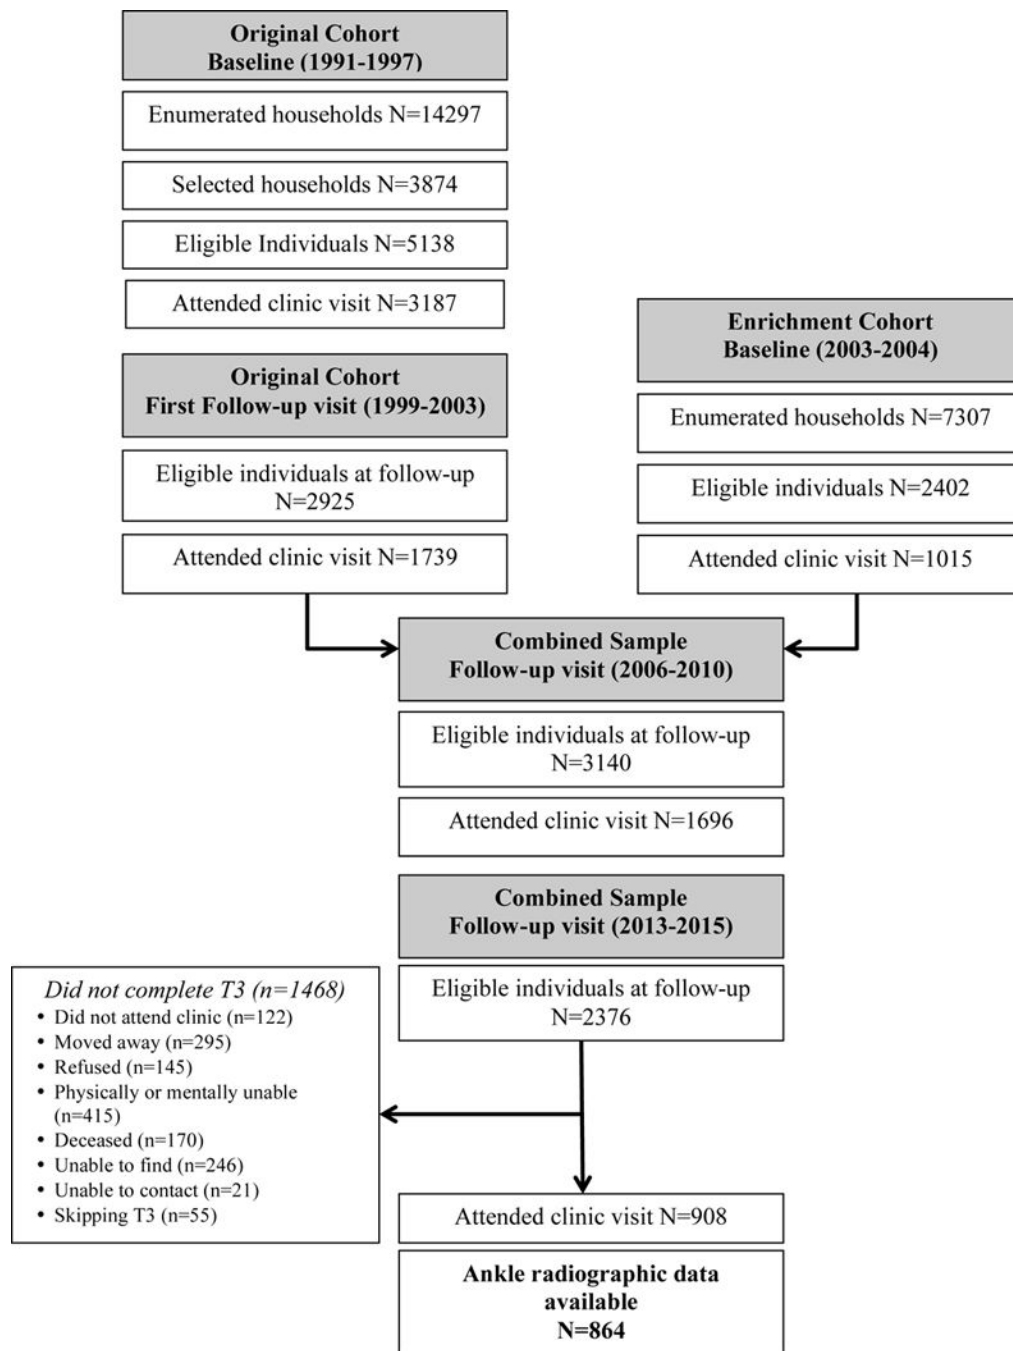 Original Cohort
Baseline (1991-1997)
Enumerated households N=14297
Selected households N=3874
Eligible Individuals N=5138
Attended clinic visit N=3187
Original Cohort
First Follow-up visit (1999-2003)
Eligible individuals at follow-up
N=2925
Attended clinic visit N=1739
Enrichment Cohort
Baseline (2003-2004)
Enumerated households N=7307
Eligible individuals N=2402
Attended clinic visit N=1015
Combined Sample
Follow-up visit (2006-2010)
Eligible individuals at follow-up
N=3140
Attended clinic visit N=1696
Combined Sample
Follow-up visit (2013-2015)
Eligible individuals at follow-up
N=2376
Did not complete T3 (n=1468)
• Did not attend clinic (n=122)
• Moved away (n=295)
• Refused (n=145)
• Physically or mentally unable
(n=415)
• Deceased (n=170)
• Unable to find (n=246)
• Unable to contact (n=21)
• Skipping T3 (n=55)
Attended clinic visit N=908
Ankle radiographic data
available
N=864